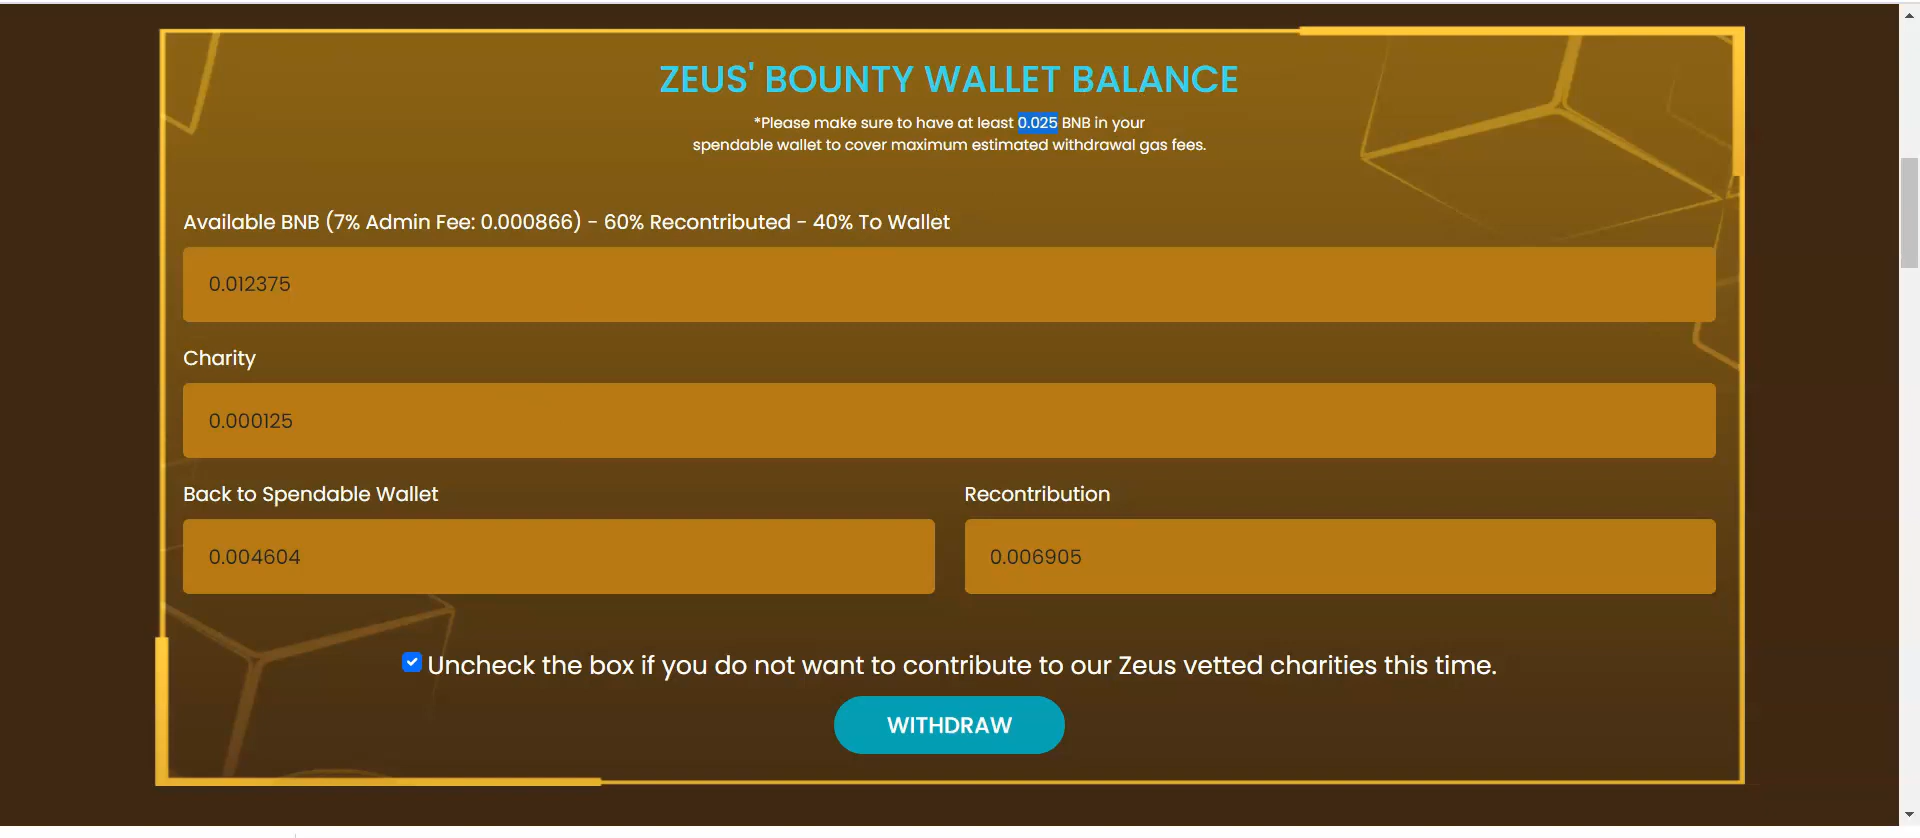 ZEUS' BOUNTY WALLET BALANCE
*Please make sure to have at least 0.025 BNB in your
spendable wallet to cover maximum estimated withdrawal gas fees.
Available BNB (7% Admin Fee: 0.000866) - 60% Recontributed - 40% To Wallet
0.012375
Charity
0.000125
Back to Spendable Wallet
0.004604
Recontribution
0.006905
Uncheck the box if you do not want to contribute to our Zeus vetted charities this time.
WITHDRAW